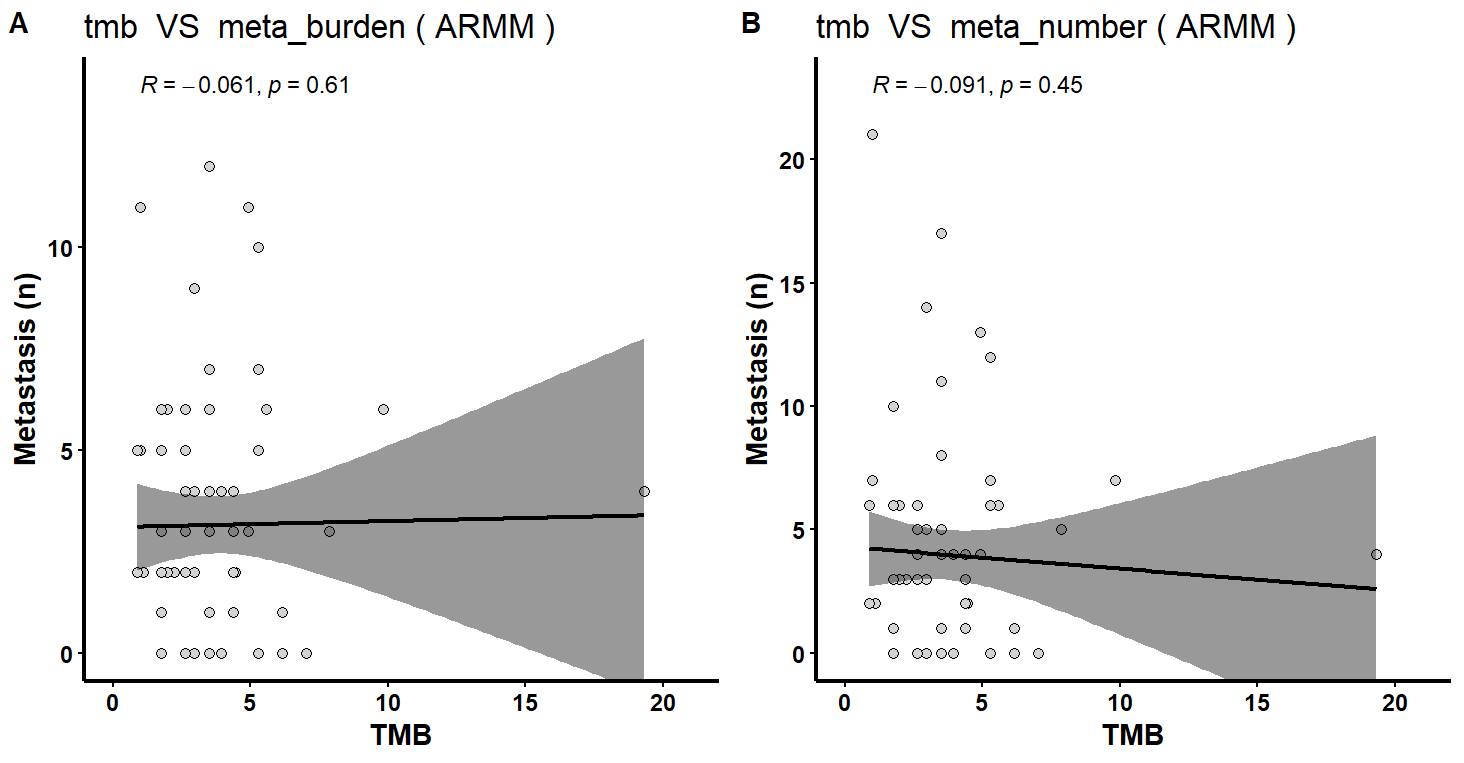 A
tmb VS meta_burden ( ARMM )
R = −0.061, p = 0.61
Metastasis (n)
10
5
0
0 5 10 15 20
TMB
B
tmb VS meta_number ( ARMM )
R = −0.091, p = 0.45
Metastasis (n)
20
15
10
5
0
0 5 10 15 20
TMB